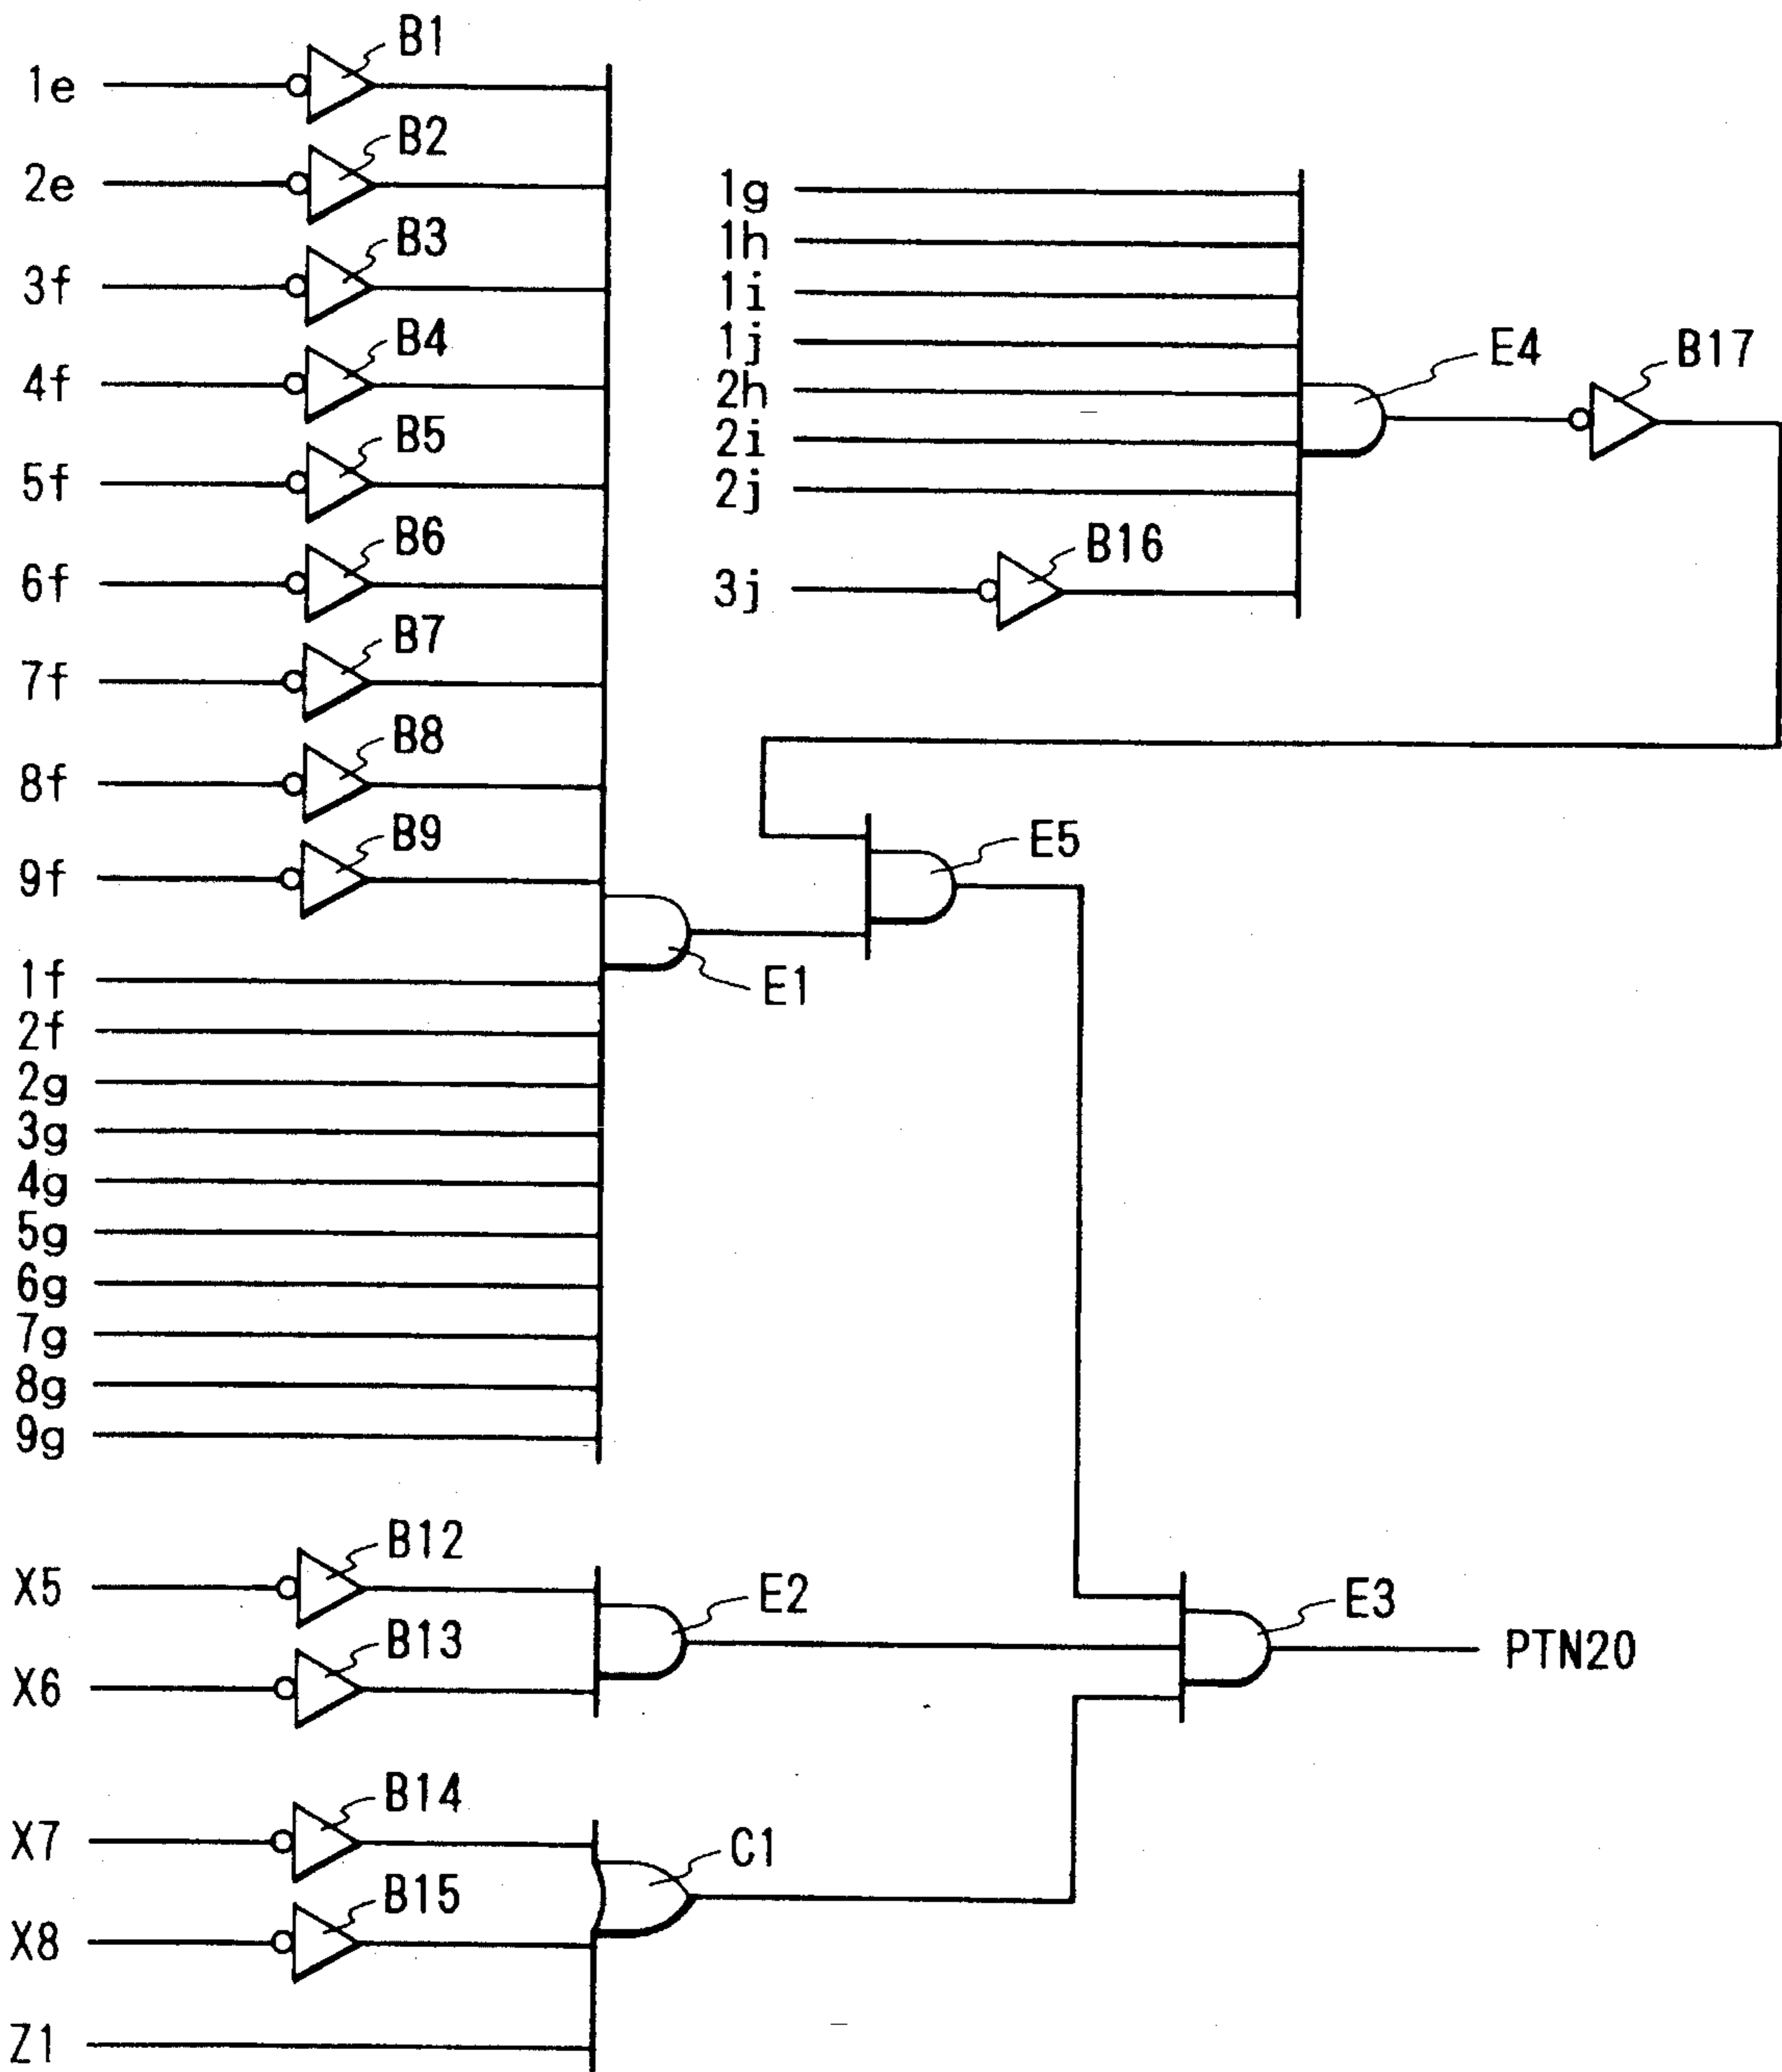 1e
B1
2e
B2
3f
B3
4f
B4
5f
B5
6f
B6
7f
B7
8f
B8
9f
B9
1f
2f
2g
3g
4g
5g
6g
7g
8g
9g
E1
1g
1h
1i
1j
2h
2i
2j
3j
B16
E4
B17
E5
X5
B12
X6
B13
E2
E3
PTN20
X7
B14
X8
B15
C1
Z1